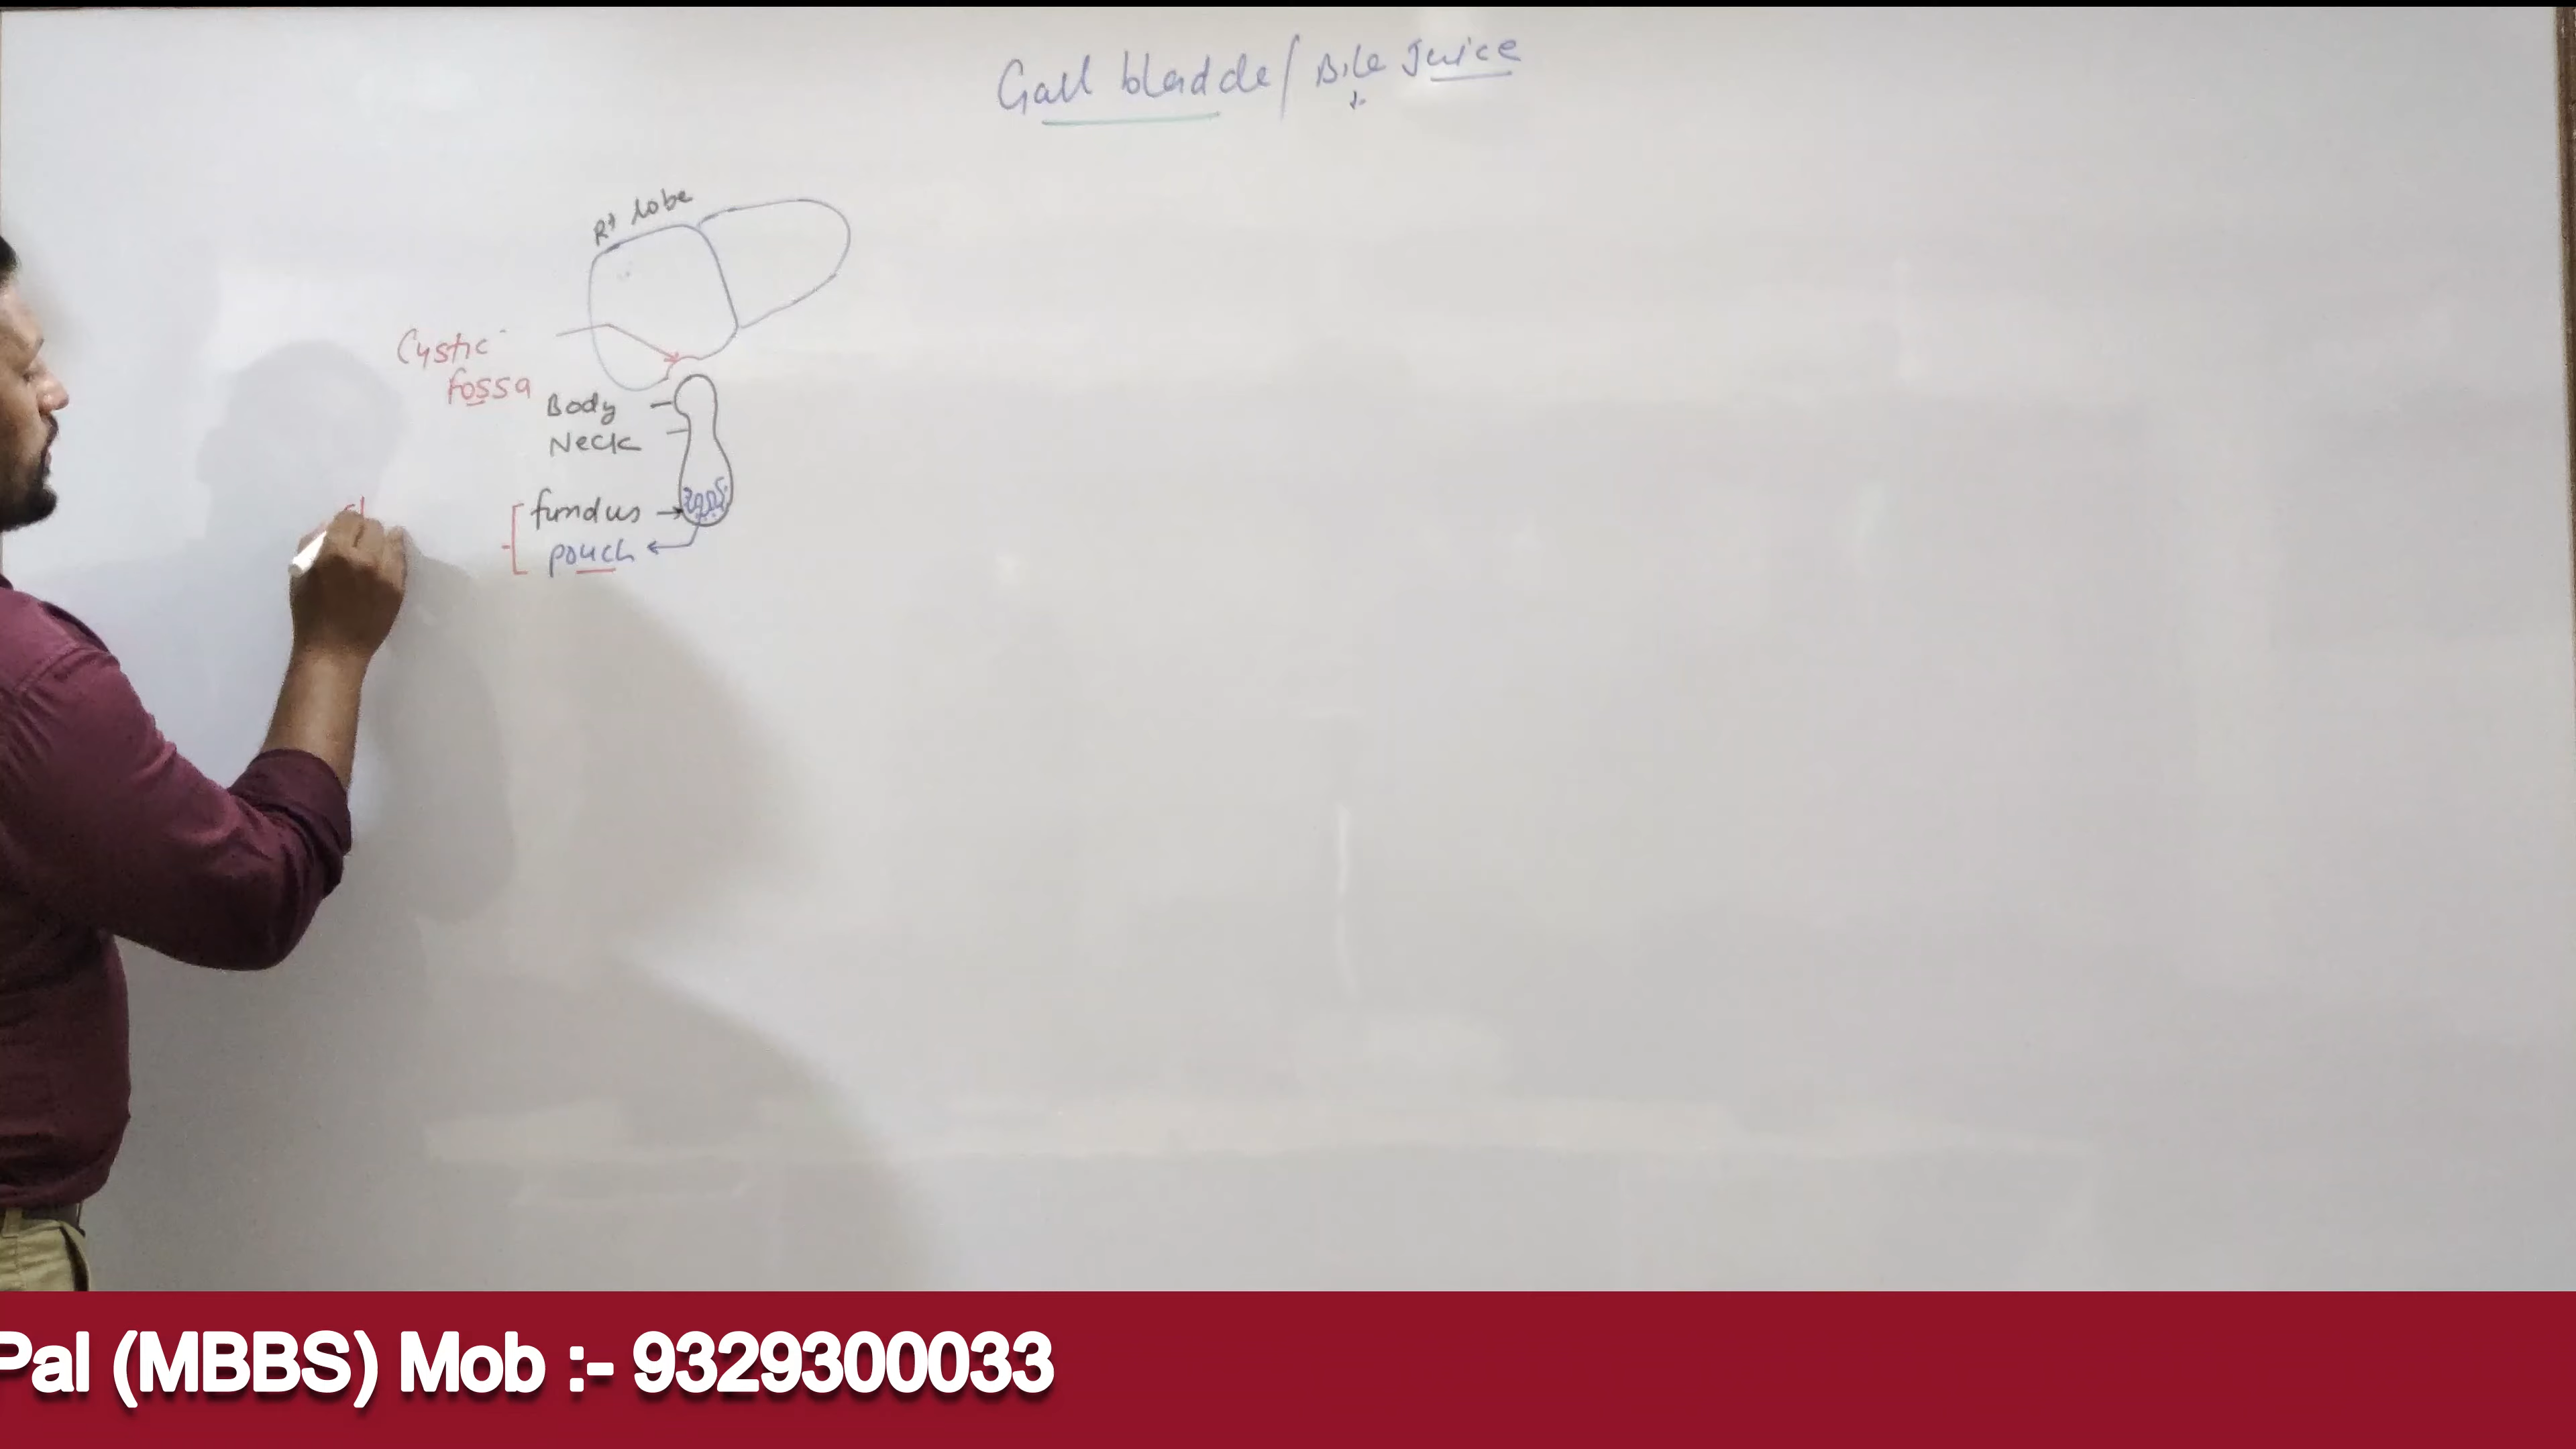 Gall bladde/ Bile Juice
Rt lobe
Cystic
fossa
Body
Neck
fundus
pouch
Pal (MBBS) Mob :- 9329300033